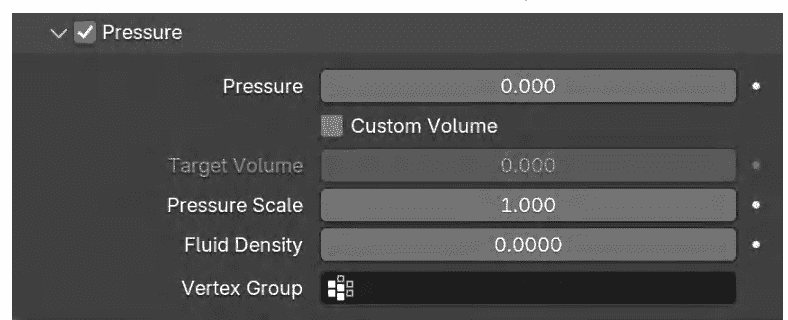 Pressure
Pressure 0.000
Custom Volume
Target Volume 0.000
Pressure Scale 1.000
Fluid Density 0.0000
Vertex Group